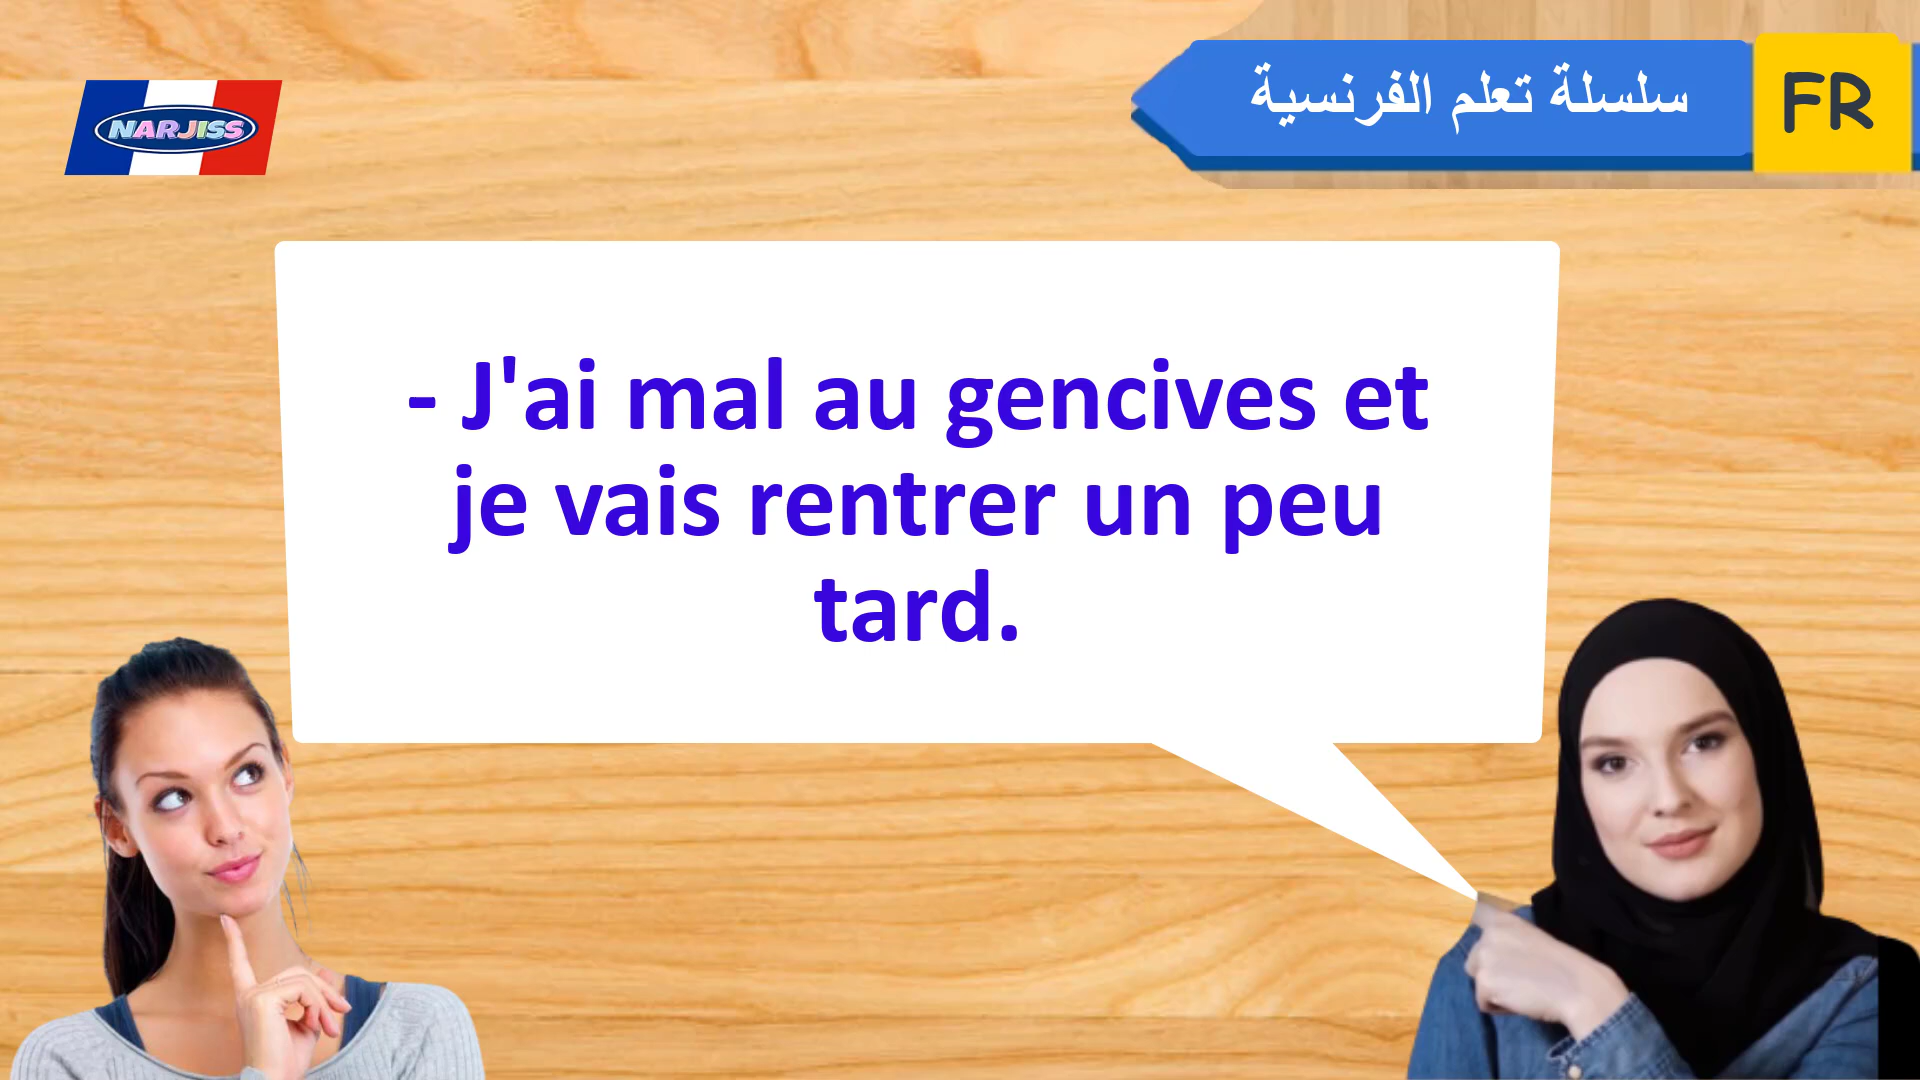 NARJISS
سلسلة تعلم الفرنسية
FR
- J'ai mal au gencives et
je vais rentrer un peu
tard.